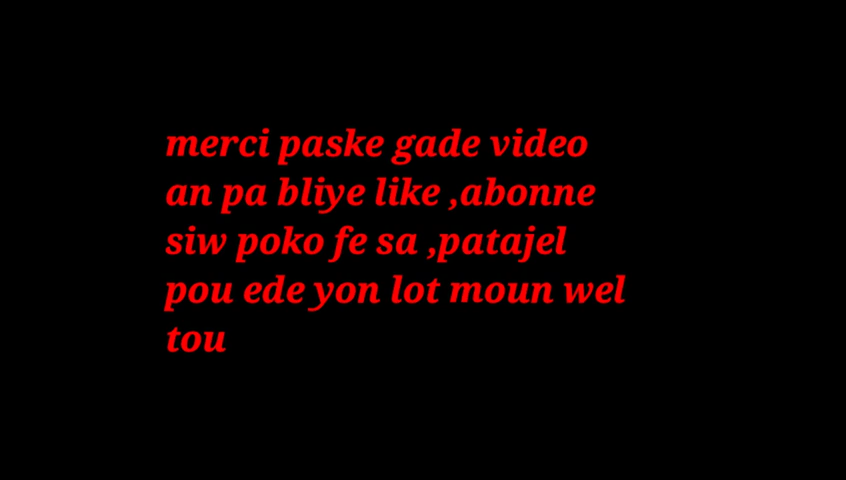 merci paske gade video
an pa bliye like ,abonne
siw poko fe sa ,patajel
pou ede yon lot moun wel
tou